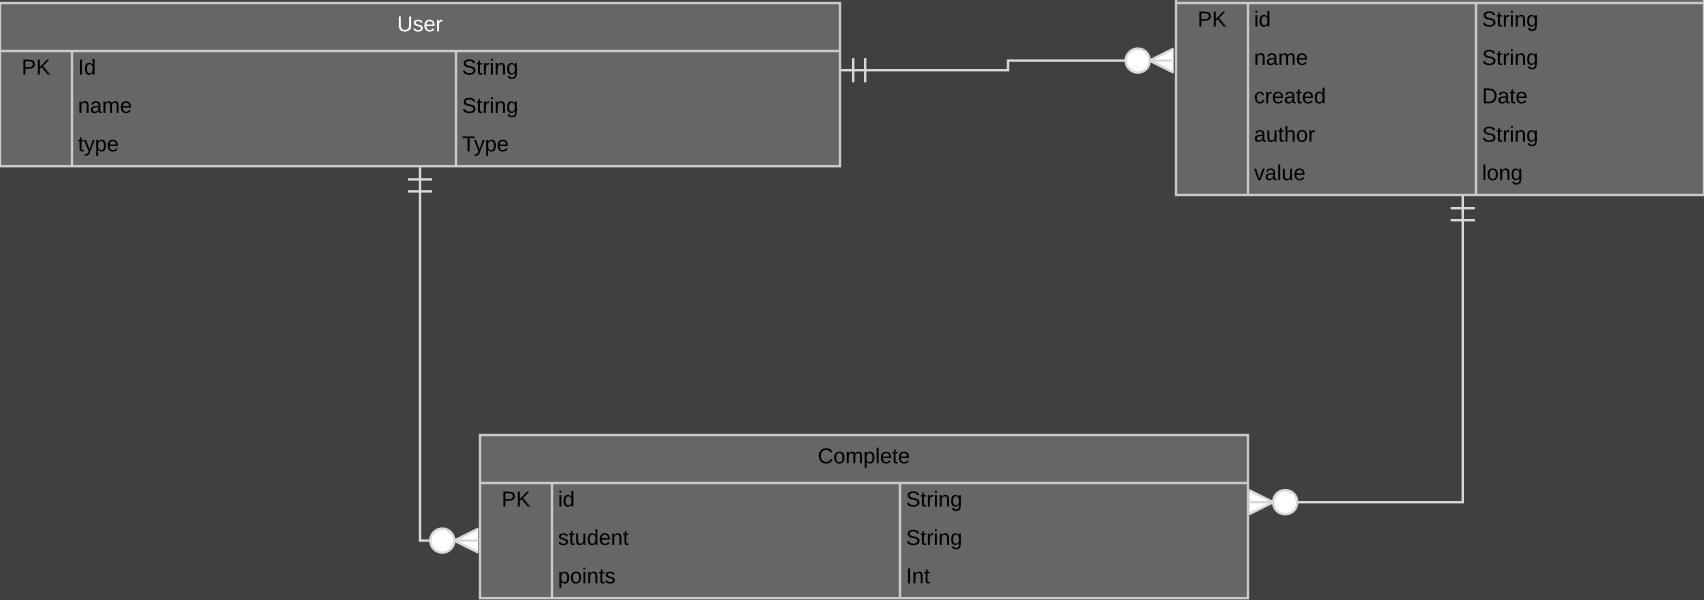 User
PK Id String
name String
type Type
PK id String
name String
created Date
author String
value long
Complete
PK id String
student String
points Int